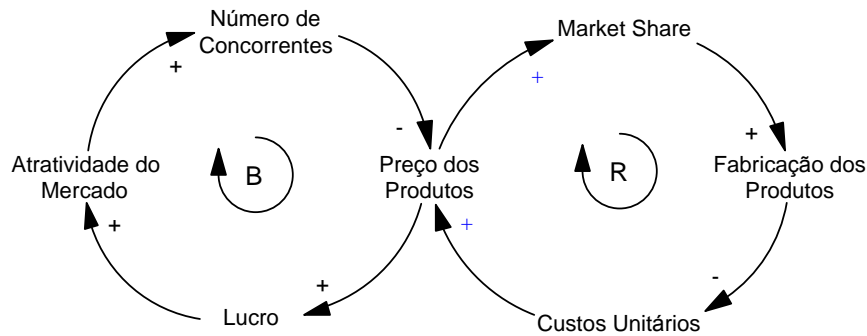 Número de
Concorrentes
Market Share
+
+
-
+
Atratividade do
Mercado
B
Preço dos
Produtos
R
Fabricação dos
Produtos
+
+
+
-
Lucro
Custos Unitários